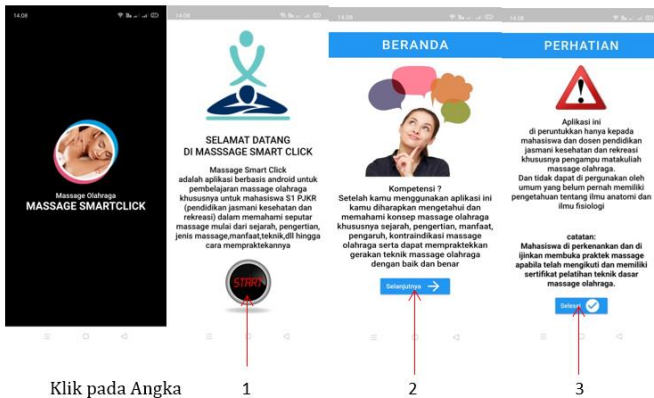 14.08
Massage Olahraga
MASSAGE SMARTCLICK
14.08
SELAMAT DATANG
DI MASSSAGE SMART CLICK
Massage Smart Click
adalah aplikasi berbasis android untuk
pembelajaran massage olahraga
khususnya untuk mahasiswa S1 PJKR
(pendidikan jasmani kesehatan dan
rekreasi) dalam memahami seputar
massage mulai dari sejarah, pengertian,
jenis massage,manfaat,teknik,dll hingga
cara mempraktekannya
START
14.08
BERANDA
Kompetensi ?
Setelah kamu menggunakan aplikasi ini
kamu diharapkan mengetahui dan
memahami konsep massage olahraga
khususnya sejarah, pengertian, manfaat,
pengaruh, kontraindikasi massage
olahraga serta dapat mempraktekkan
gerakan teknik massage olahraga
dengan baik dan benar
Selanjutnya
14.08
PERHATIAN
Aplikasi ini
di peruntukkan hanya kepada
mahasiswa dan dosen pendidikan
jasmani kesehatan dan rekreasi
khususnya pengampu matakuliah
massage olahraga.
Dan tidak dapat di pergunakan oleh
umum yang belum pernah memiliki
pengetahuan tentang ilmu anatomi dan
ilmu fisiologi
catatan:
Mahasiswa di perkenankan dan di
ijinkan membuka praktek massage
apabila telah mengikuti dan memiliki
sertifikat pelatihan teknik dasar
massage olahraga.
Selesai
Klik pada Angka 1 2 3